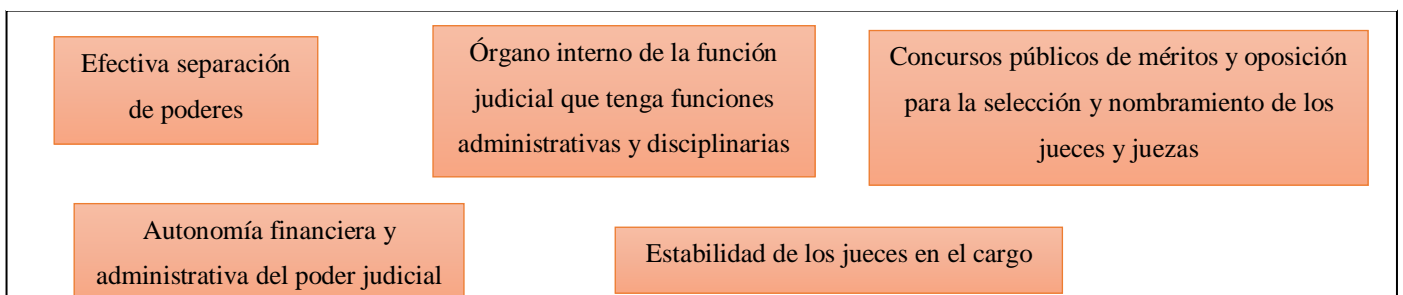 Efectiva separación
de poderes
Órgano interno de la función
judicial que tenga funciones
administrativas y disciplinarias
Concursos públicos de méritos y oposición
para la selección y nombramiento de los
jueces y juezas
Autonomía financiera y
administrativa del poder judicial
Estabilidad de los jueces en el cargo